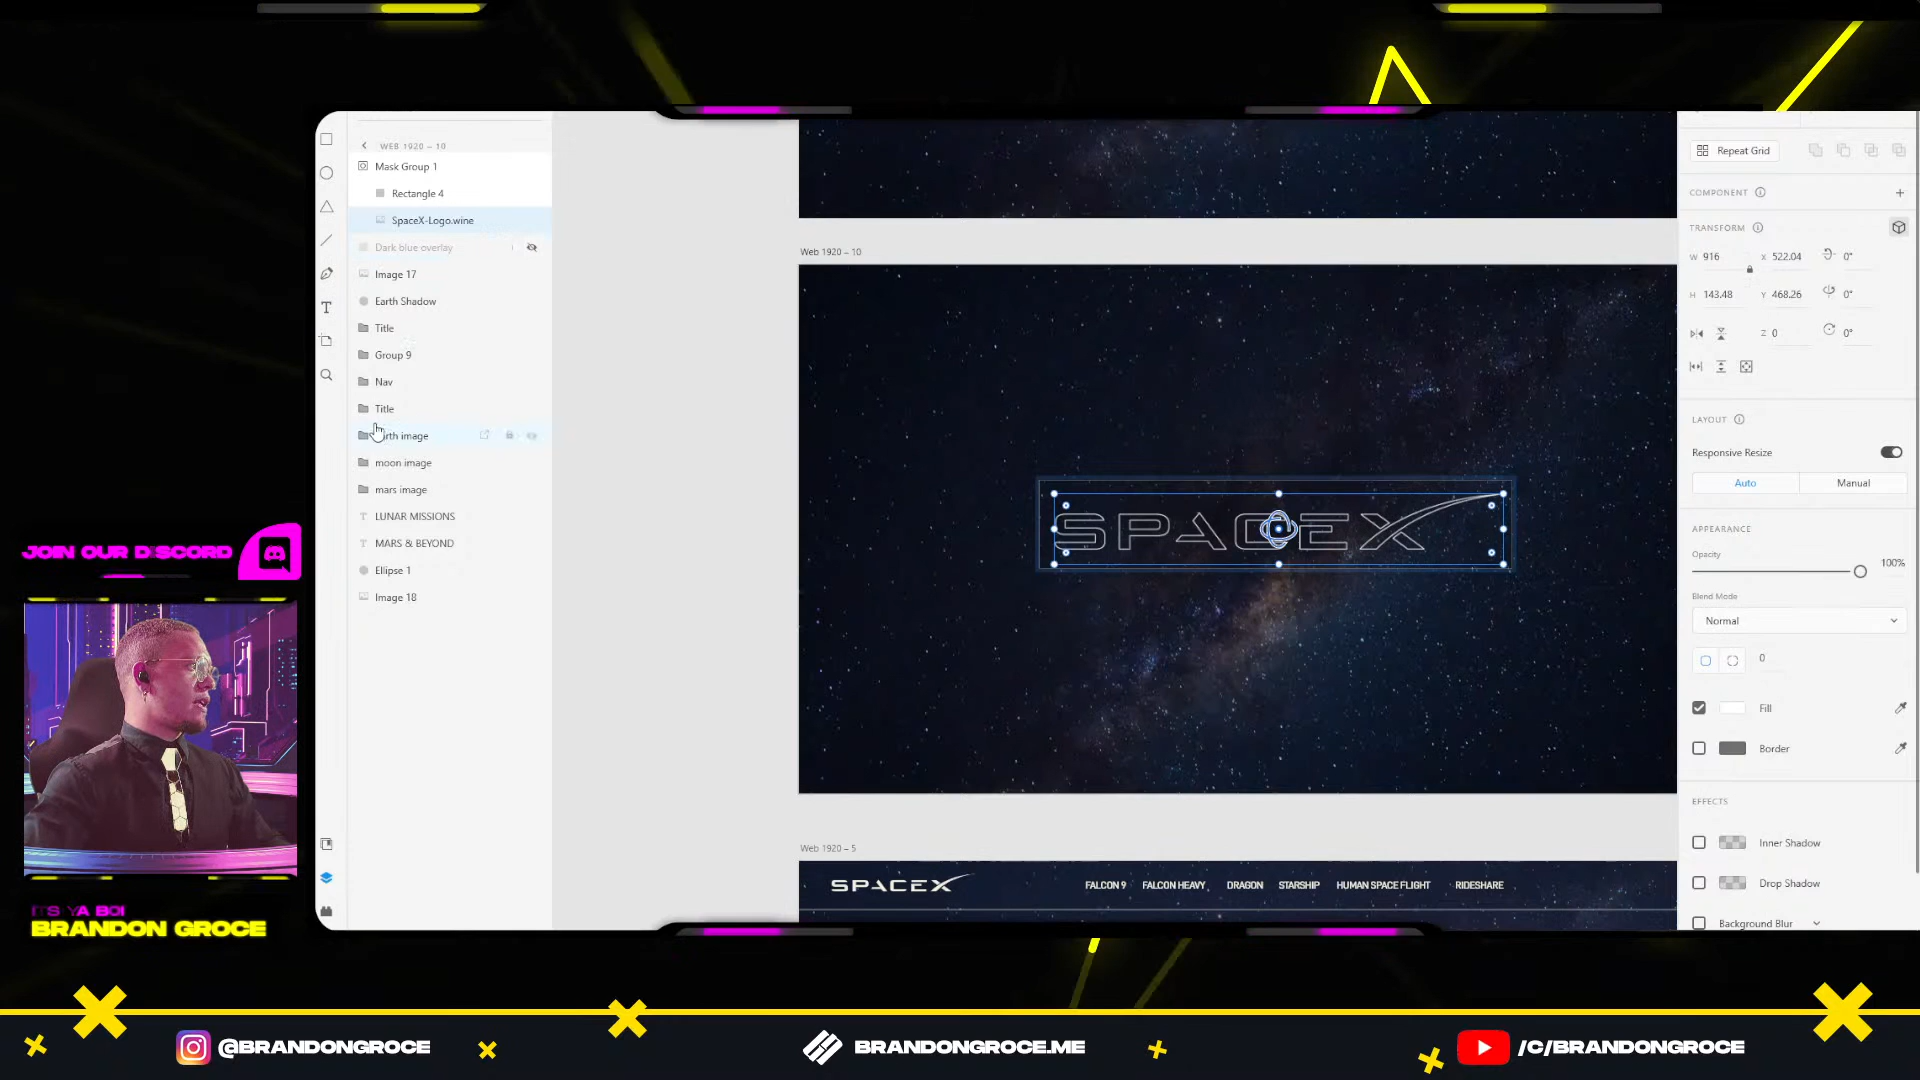 WEB 1920 – 10
Mask Group 1
Rectangle 4
SpaceX-Logo.wine
Dark blue overlay
Image 17
Earth Shadow
Title
Group 9
Nav
Title
rth image
moon image
mars image
LUNAR MISSIONS
MARS & BEYOND
Ellipse 1
Image 18
Web 1920 – 10
SPACEX
Web 1920 – 5
SPACEX
FALCON 9
FALCON HEAVY
DRAGON
STARSHIP
HUMAN SPACE FLIGHT
RIDESHARE
Repeat Grid
COMPONENT
TRANSFORM
W 916
X 522.04
0°
H 143.48
Y 468.26
0°
Z 0
0°
LAYOUT
Responsive Resize
Auto
Manual
APPEARANCE
Opacity
100%
Blend Mode
Normal
0
Fill
Border
EFFECTS
Inner Shadow
Drop Shadow
Background Blur
JOIN OUR DISCORD
IT'S YA BOI
BRANDON GROCE
@BRANDONGROCE
BRANDONGROCE.ME
/C/BRANDONGROCE